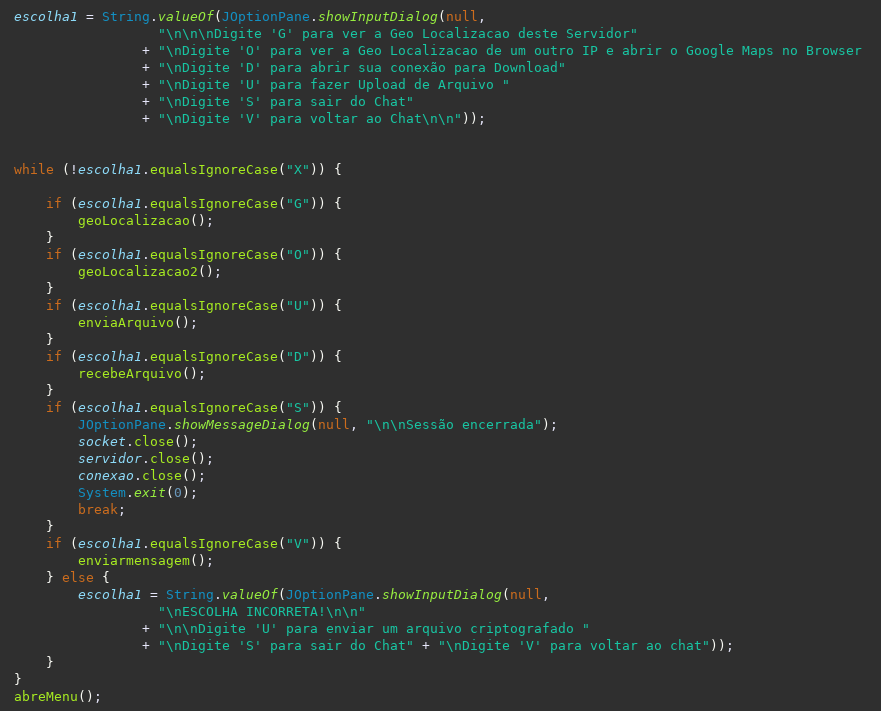 escolha1 = String.valueOf(JOptionPane.showInputDialog(null,
"\n\n\nDigite 'G' para ver a Geo Localizacao deste Servidor"
+ "\nDigite 'O' para ver a Geo Localizacao de um outro IP e abrir o Google Maps no Browser
+ "\nDigite 'D' para abrir sua conexão para Download"
+ "\nDigite 'U' para fazer Upload de Arquivo "
+ "\nDigite 'S' para sair do Chat"
+ "\nDigite 'V' para voltar ao Chat\n\n"));
while (!escolha1.equalsIgnoreCase("X")) {
if (escolha1.equalsIgnoreCase("G")) {
geoLocalizacao();
}
if (escolha1.equalsIgnoreCase("O")) {
geoLocalizacao2();
}
if (escolha1.equalsIgnoreCase("U")) {
enviaArquivo();
}
if (escolha1.equalsIgnoreCase("D")) {
recebeArquivo();
}
if (escolha1.equalsIgnoreCase("S")) {
JOptionPane.showMessageDialog(null, "\n\nSessão encerrada");
socket.close();
servidor.close();
conexao.close();
System.exit(0);
break;
}
if (escolha1.equalsIgnoreCase("V")) {
enviarmensagem();
} else {
escolha1 = String.valueOf(JOptionPane.showInputDialog(null,
"\nESCOLHA INCORRETA!\n\n"
+ "\n\nDigite 'U' para enviar um arquivo criptografado "
+ "\nDigite 'S' para sair do Chat" + "\nDigite 'V' para voltar ao chat"));
}
}
abreMenu();